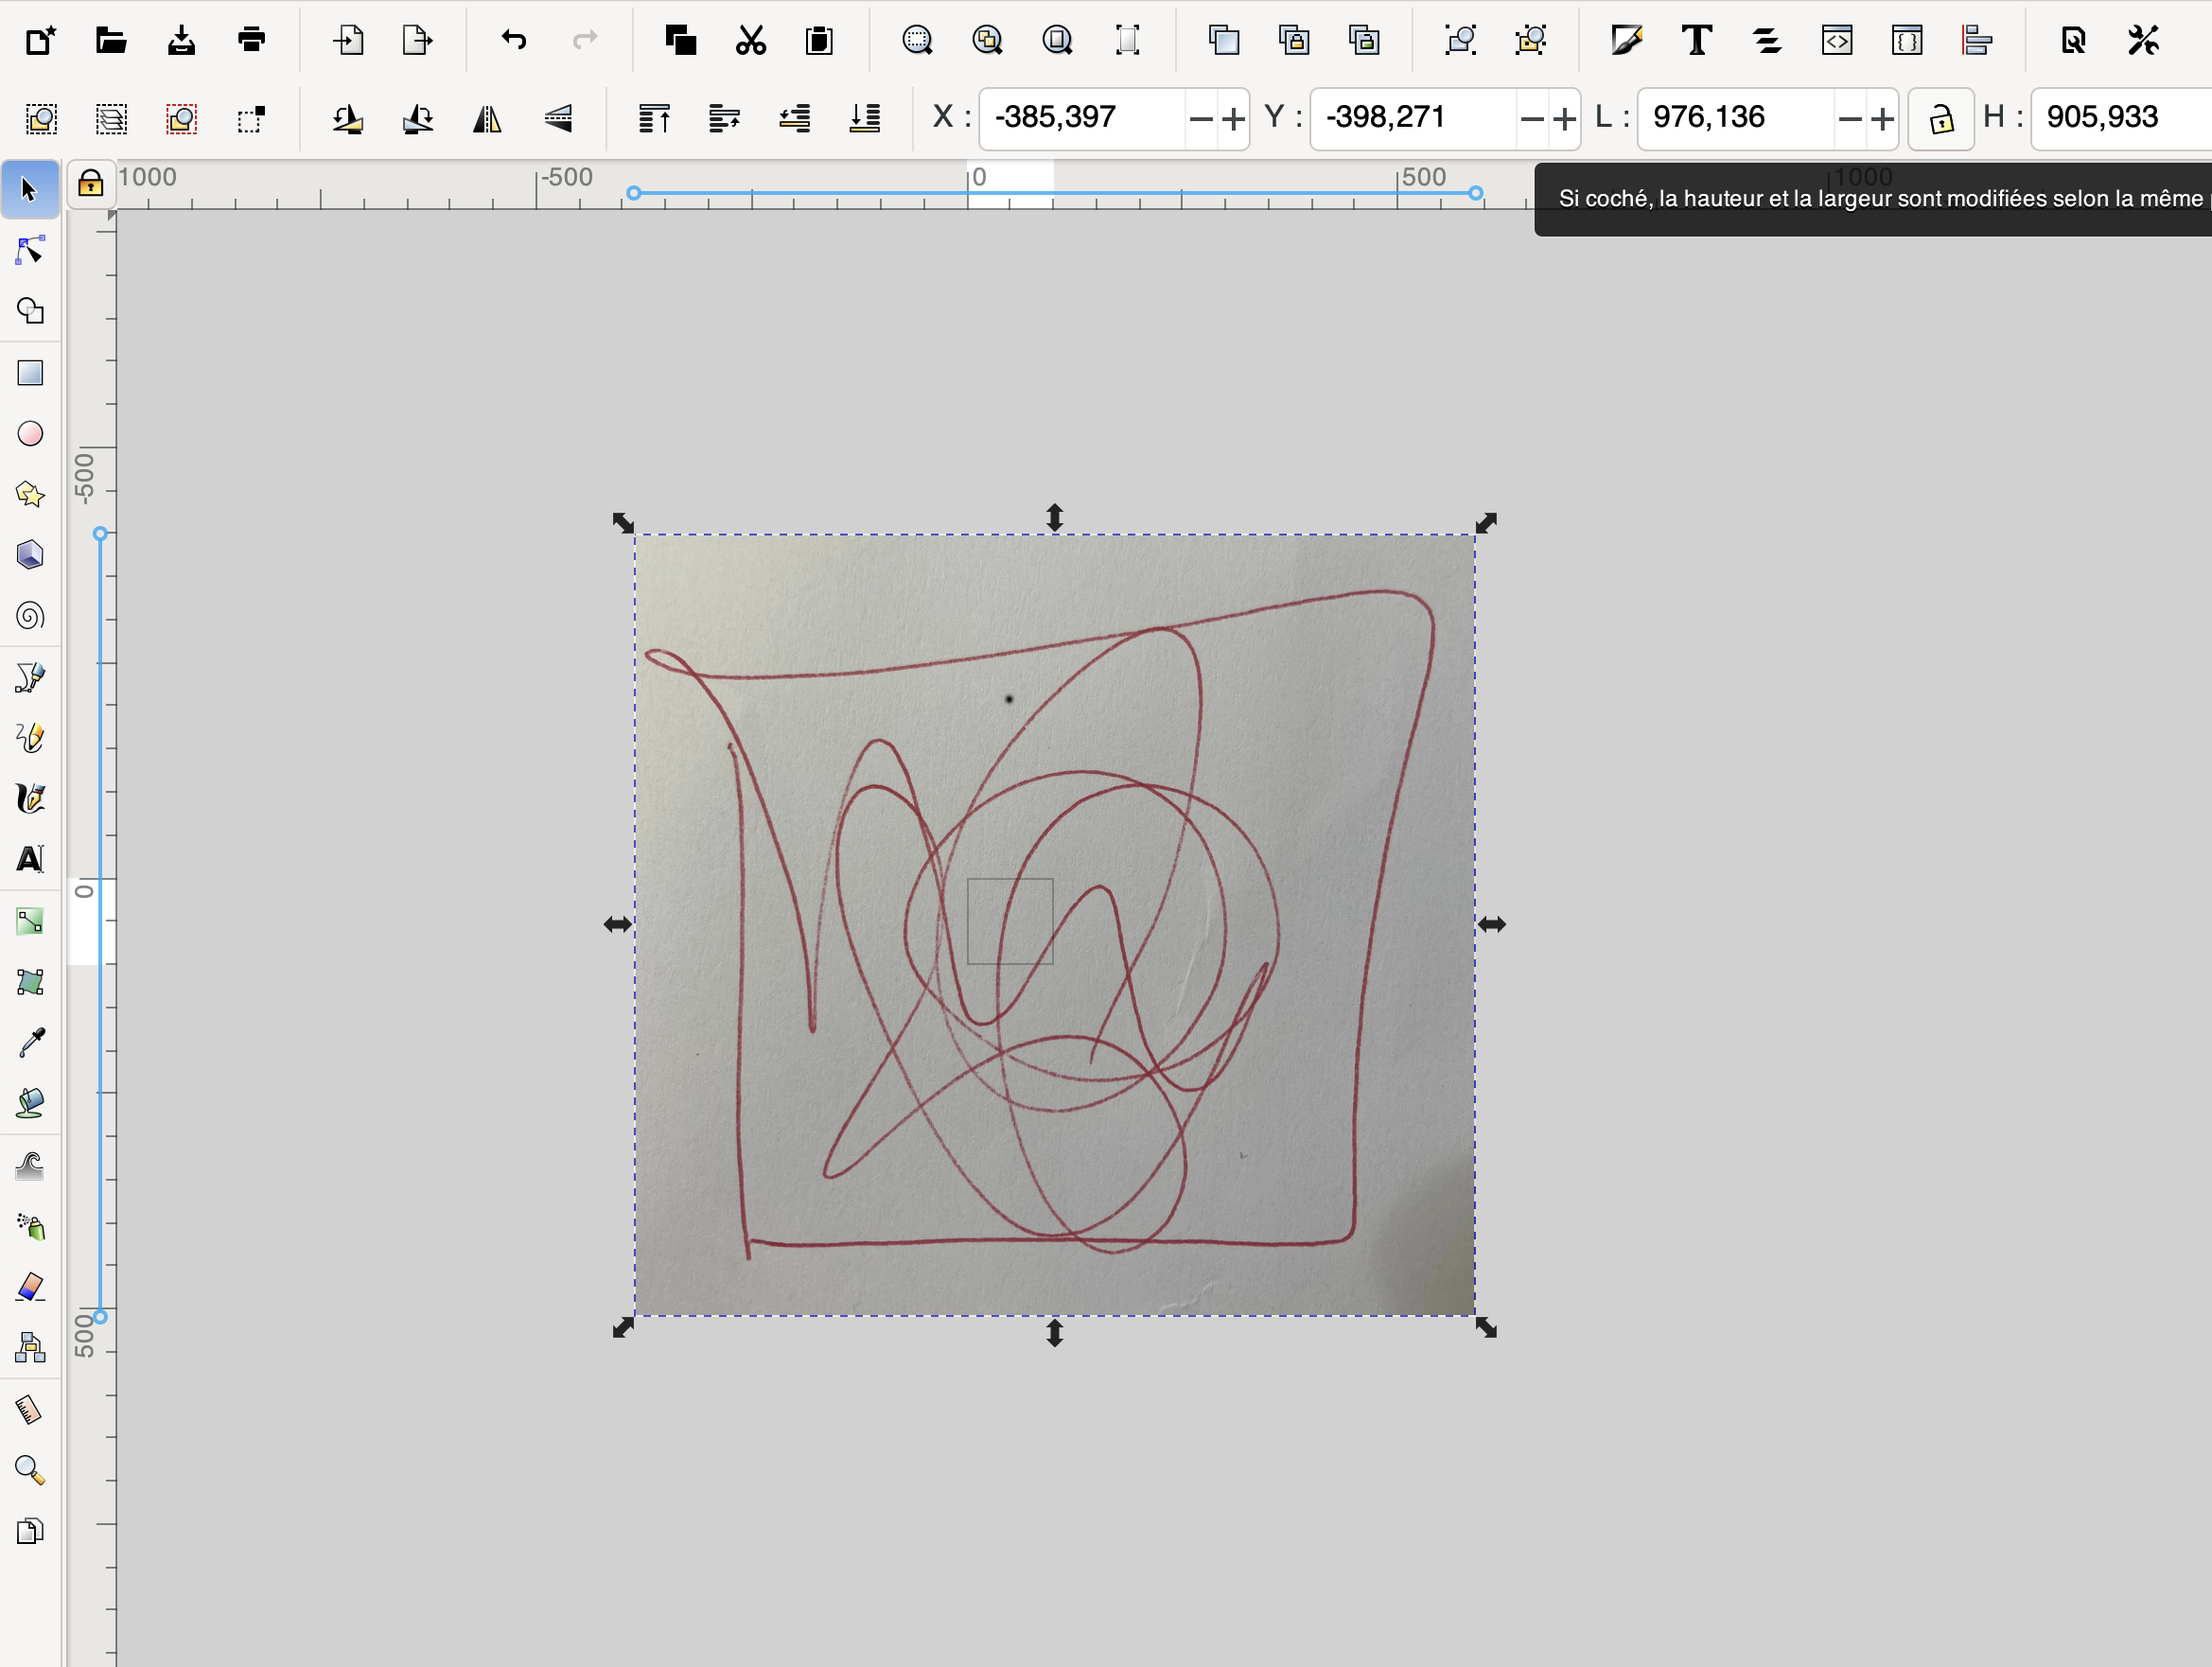 X : -385,397 Y : -398,271 L : 976,136 H : 905,933
1000 -500 0 500 1000
Si coché, la hauteur et la largeur sont modifiées selon la même
-500
0
500